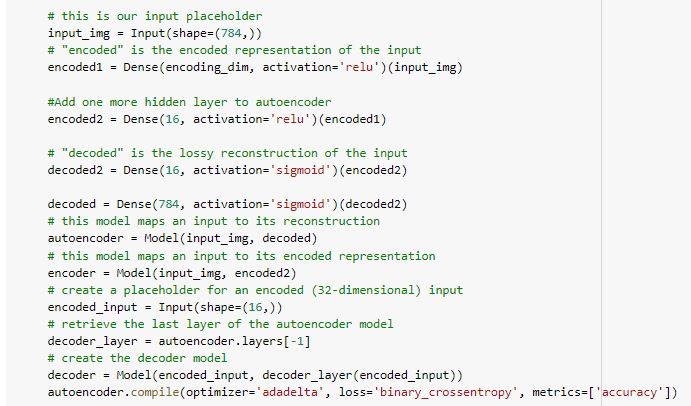 # this is our input placeholder
input_img = Input(shape=(784,))
# "encoded" is the encoded representation of the input
encoded1 = Dense(encoding_dim, activation='relu')(input_img)
#Add one more hidden layer to autoencoder
encoded2 = Dense(16, activation='relu')(encoded1)
# "decoded" is the lossy reconstruction of the input
decoded2 = Dense(16, activation='sigmoid')(encoded2)
decoded = Dense(784, activation='sigmoid')(decoded2)
# this model maps an input to its reconstruction
autoencoder = Model(input_img, decoded)
# this model maps an input to its encoded representation
encoder = Model(input_img, encoded2)
# create a placeholder for an encoded (32-dimensional) input
encoded_input = Input(shape=(16,))
# retrieve the last layer of the autoencoder model
decoder_layer = autoencoder.layers[-1]
# create the decoder model
decoder = Model(encoded_input, decoder_layer(encoded_input))
autoencoder.compile(optimizer='adadelta', loss='binary_crossentropy', metrics=['accuracy'])